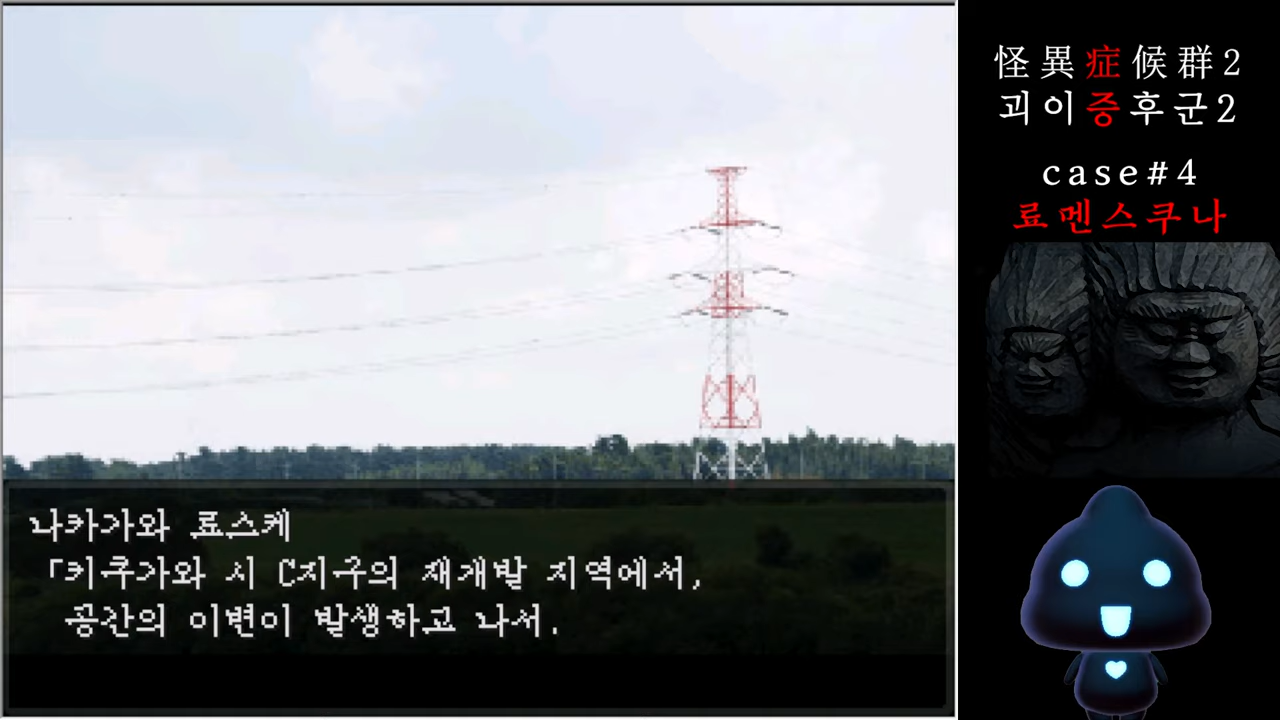 나카가와 료스케
「키쿠가와 시 C지구의 재개발 지역에서,
공간의 이변이 발생하고 나서.
怪異症候群2
괴이증후군2
case#4
료멘스쿠나